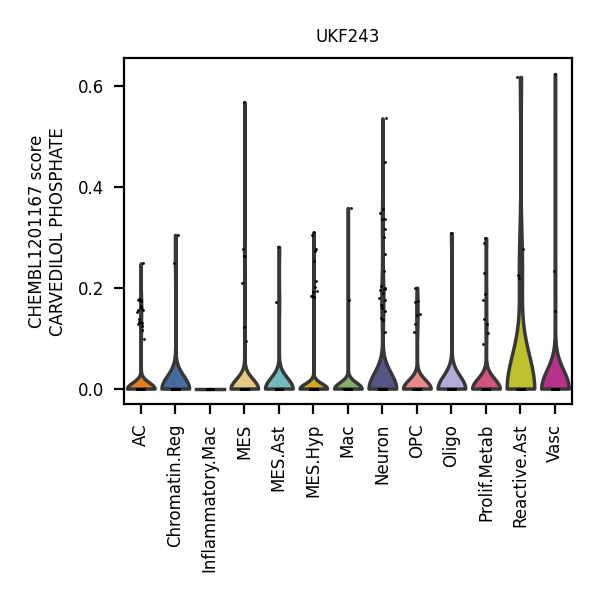 UKF243
CHEMBL1201167 score
CARVEDILOL PHOSPHATE
0.6
0.4
0.2
0.0
AC
Chromatin.Reg
Inflammatory.Mac
MES
MES.Ast
MES.Hyp
Mac
Neuron
OPC
Oligo
Prolif.Metab
Reactive.Ast
Vasc